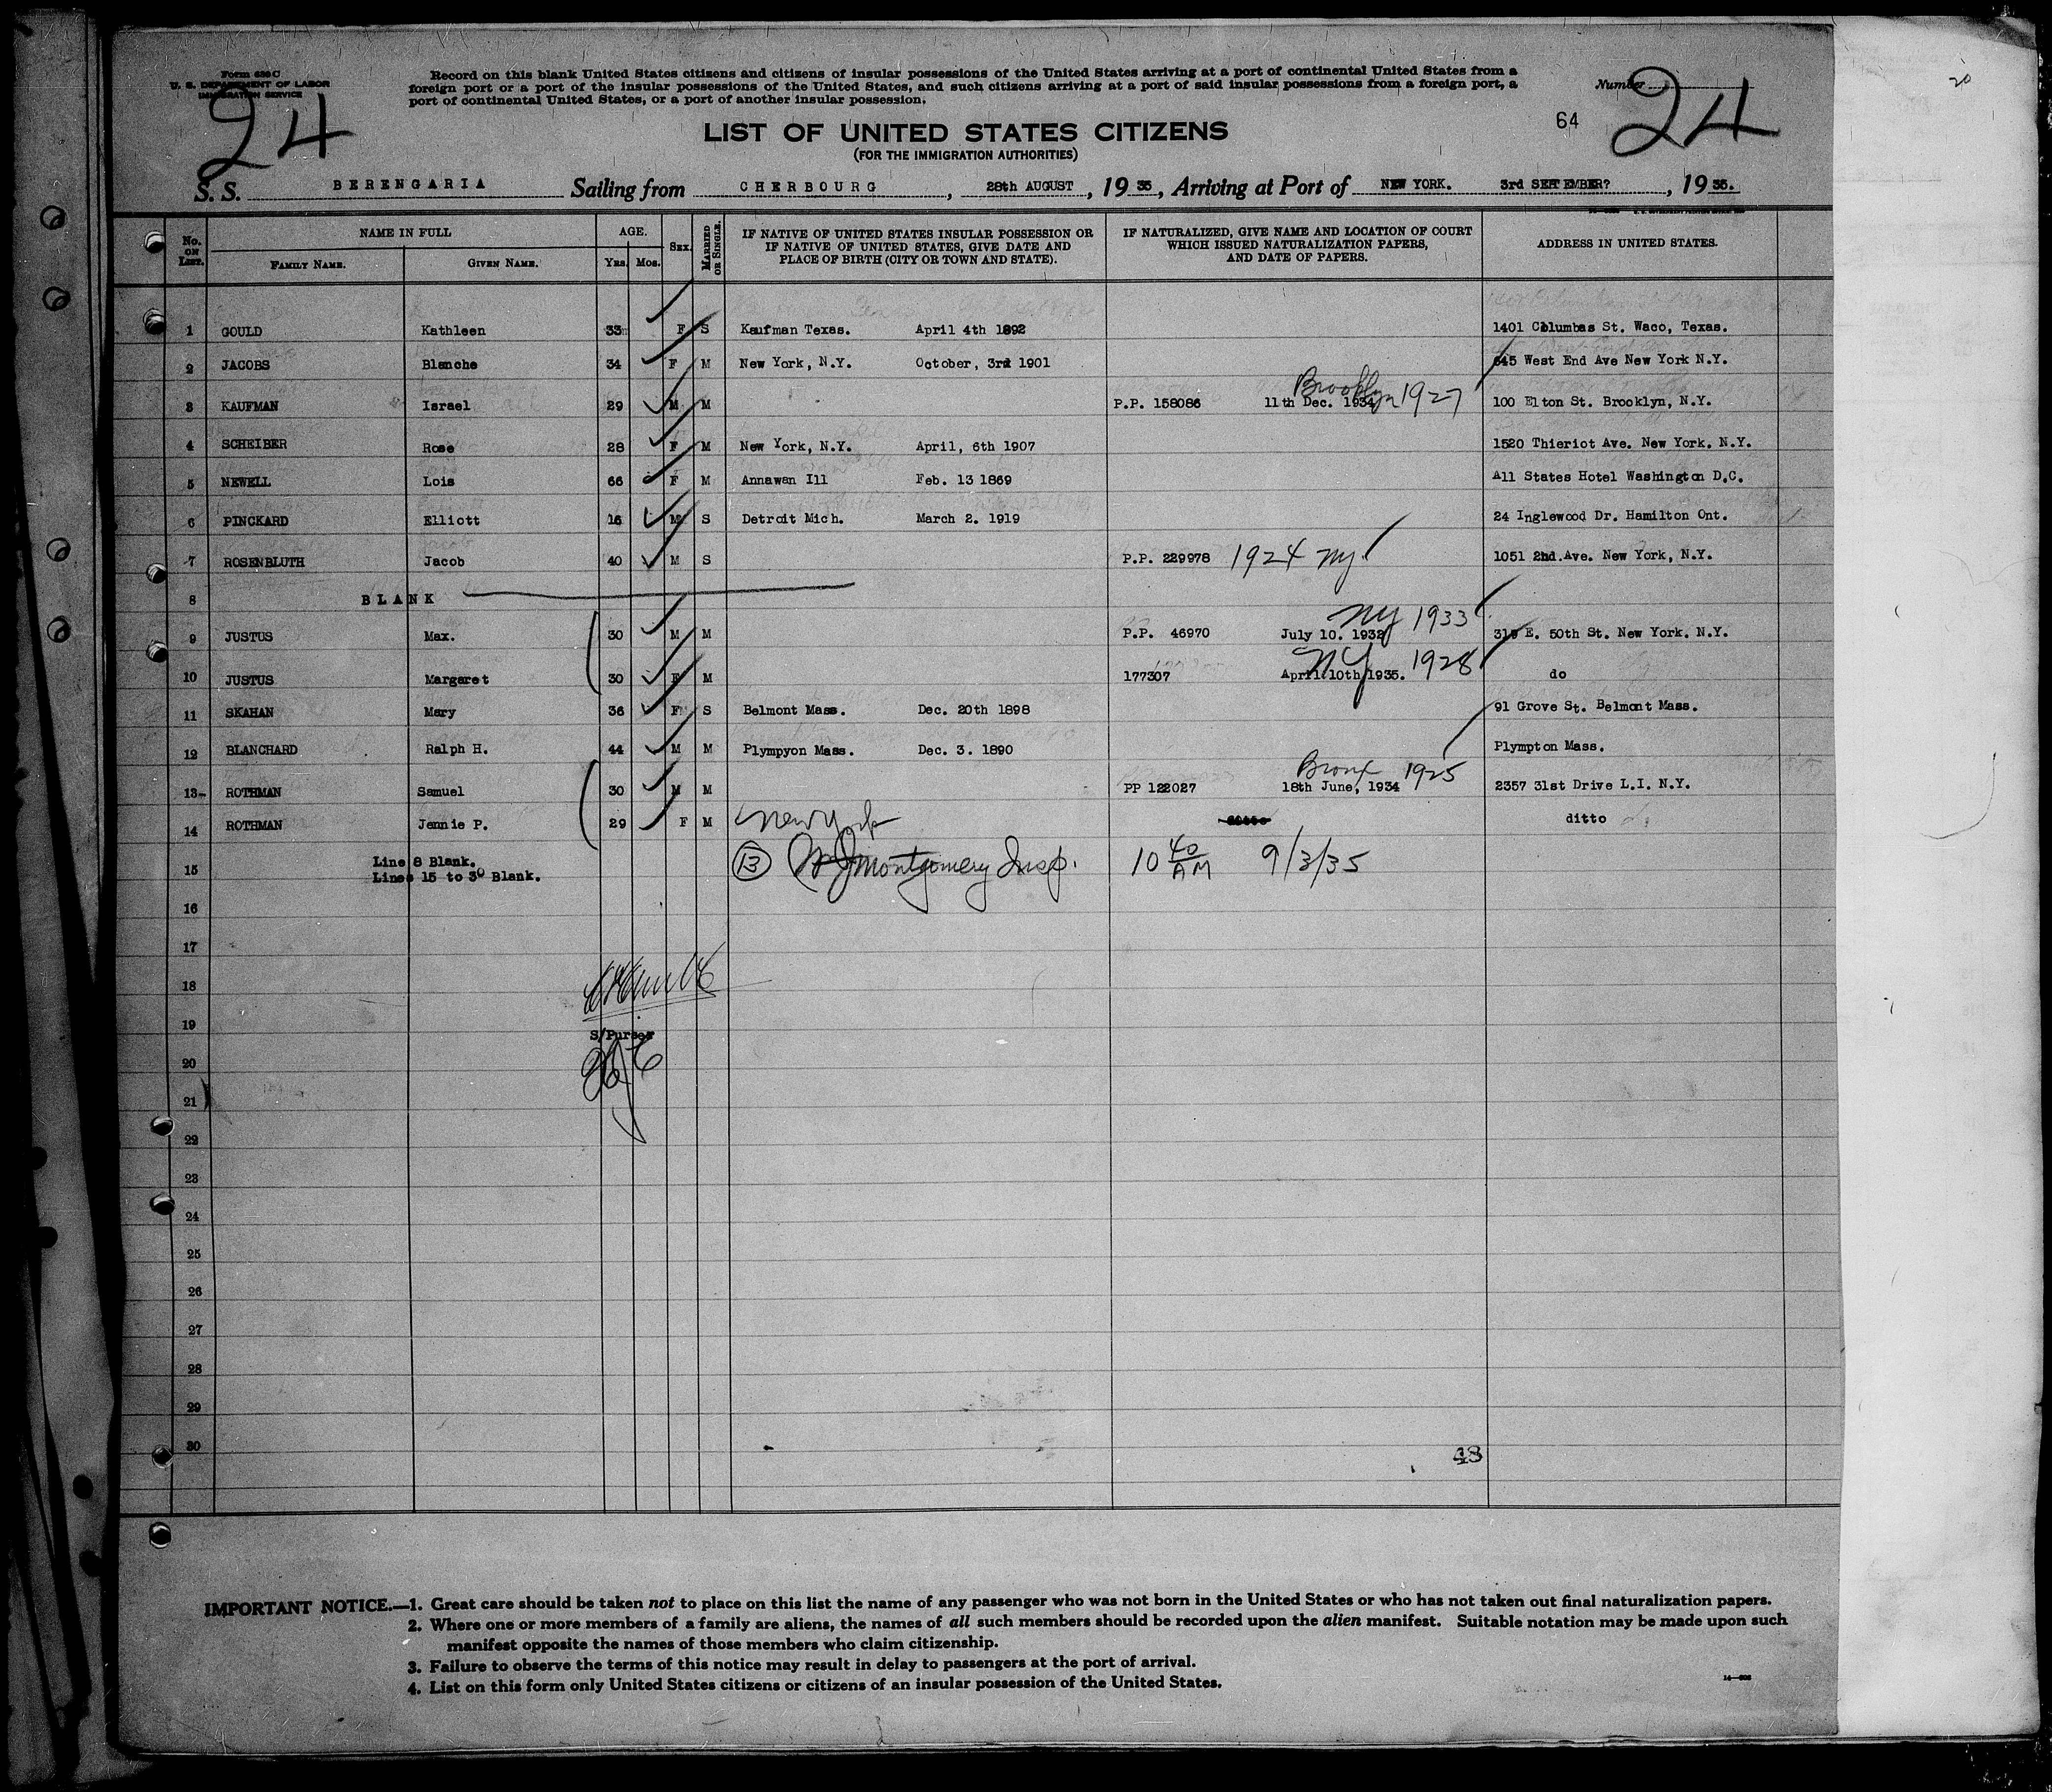 Form 630 C
U. S. DEPARTMENT OF LABOR
IMMIGRATION SERVICE
Record on this blank United States citizens and citizens of insular possessions of the United States arriving at a port of continental United States from a
foreign port or a port of the insular possessions of the United States, and such citizens arriving at a port of said insular possessions from a foreign port, a
port of continental United States, or a port of another insular possession.
Number
20
24
64
24
LIST OF UNITED STATES CITIZENS
(FOR THE IMMIGRATION AUTHORITIES)
S. S. BERENGARIA Sailing from CHERBOURG, 28th AUGUST, 1935, Arriving at Port of NEW YORK. 3rd SEPTEMBER?, 1935.
No. ON LIST. NAME IN FULL AGE. SEX. MARRIED OR SINGLE. IF NATIVE OF UNITED STATES INSULAR POSSESSION OR IF NATIVE OF UNITED STATES, GIVE DATE AND PLACE OF BIRTH (CITY OR TOWN AND STATE). IF NATURALIZED, GIVE NAME AND LOCATION OF COURT WHICH ISSUED NATURALIZATION PAPERS, AND DATE OF PAPERS. ADDRESS IN UNITED STATES.
FAMILY NAME. GIVEN NAME. YRS. MOS.
1 GOULD Kathleen 33 F S Kaufman Texas. April 4th 1892 1401 Columbas St. Waco, Texas.
2 JACOBS Blanche 34 F M New York, N.Y. October, 3rd 1901 645 West End Ave New York N.Y.
Brooklyn 1927
3 KAUFMAN Israel 29 M M P.P. 158086 11th Dec. 1934 100 Elton St. Brooklyn, N.Y.
4 SCHEIBER Rose 28 F M New York, N.Y. April, 6th 1907 1520 Thieriot Ave. New York. N.Y.
5 NEWELL Lois 66 F M Annawan Ill Feb. 13 1869 All States Hotel Washington D.C.
6 PINCKARD Elliott 16 M S Detroit Mich. March 2. 1919 24 Inglewood Dr. Hamilton Ont.
7 ROSENBLUTH Jacob 40 M S P.P. 229978 1924 NY 1051 2nd.Ave. New York, N.Y.
8 BLANK
NY 1933
9 JUSTUS Max. 30 M M P.P. 46970 July 10. 1932 319 E. 50th St. New York. N.Y.
NY 1928
10 JUSTUS Margaret 30 F M 177307 April 10th 1935. do
11 SKAHAN Mary 36 F S Belmont Mass. Dec. 20th 1898 91 Grove St. Belmont Mass.
12 BLANCHARD Ralph H. 44 M M Plympyon Mass. Dec. 3. 1890 Plympton Mass.
Bronx 1925
13- ROTHMAN Samuel 30 M M PP 122027 18th June, 1934 2357 31st Drive L.I. N.Y.
14 ROTHMAN Jennie P. 29 F M New York ditto
Line 8 Blank.
15 Lines 15 to 30 Blank. 13 Montgomery Insp. 10 40 AM 9/3/35
16
17
18
19
S/Purser
20
21
22
23
24
25
26
27
28
29
30
48
IMPORTANT NOTICE.—1. Great care should be taken not to place on this list the name of any passenger who was not born in the United States or who has not taken out final naturalization papers.
2. Where one or more members of a family are aliens, the names of all such members should be recorded upon the alien manifest. Suitable notation may be made upon such
manifest opposite the names of those members who claim citizenship.
3. Failure to observe the terms of this notice may result in delay to passengers at the port of arrival.
4. List on this form only United States citizens or citizens of an insular possession of the United States.